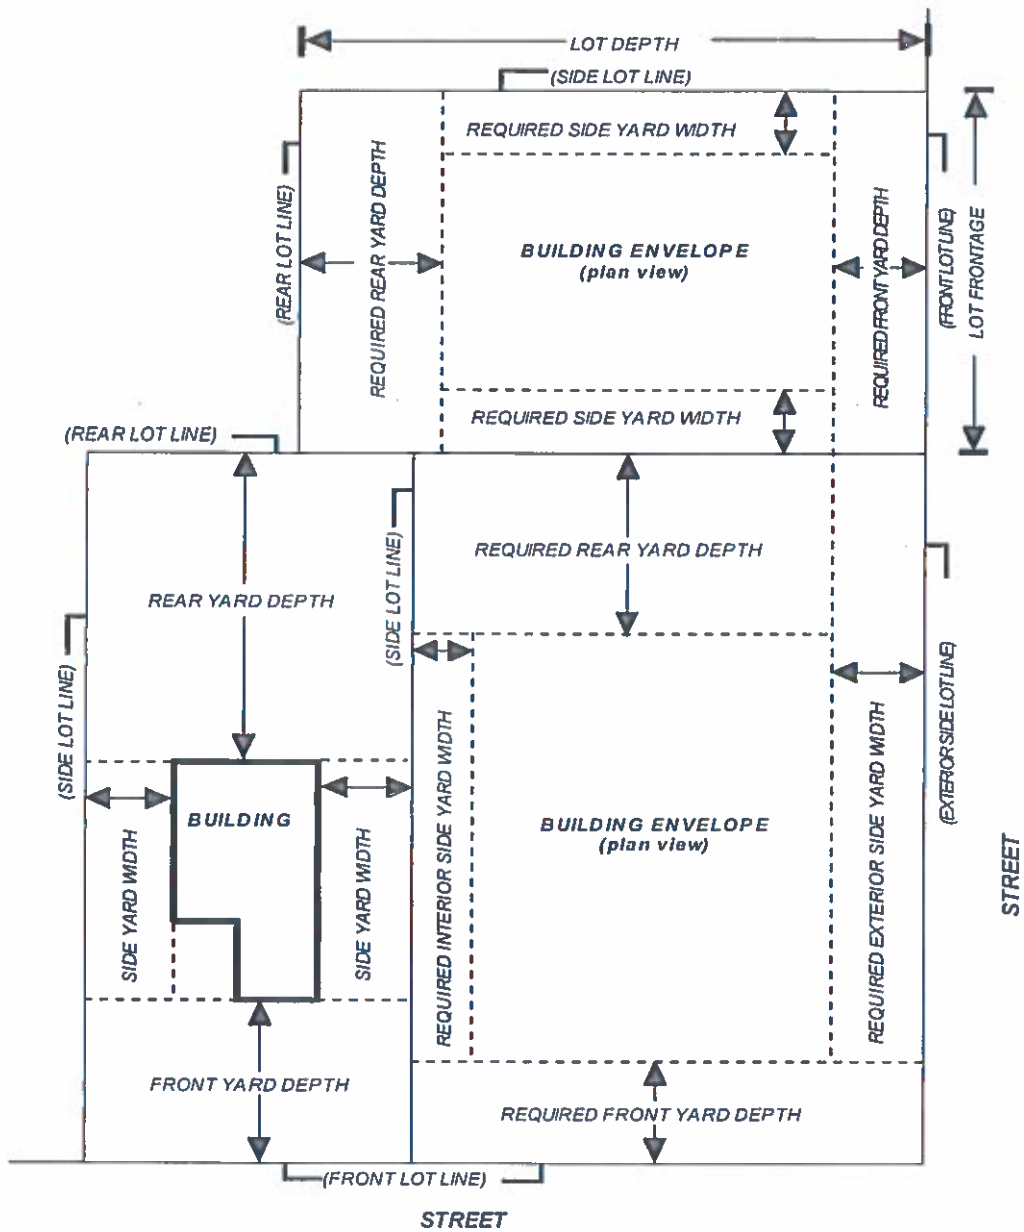 LOT DEPTH
(SIDE LOT LINE)
REQUIRED SIDE YARD WIDTH
(REAR LOT LINE)
REQUIRED REAR YARD DEPTH
BUILDING ENVELOPE
(plan view)
REQUIRED FRONT YARD DEPTH
(FRONT LOT LINE)
LOT FRONTAGE
REQUIRED SIDE YARD WIDTH
(REAR LOT LINE)
(SIDE LOT LINE)
REQUIRED REAR YARD DEPTH
REAR YARD DEPTH
(SIDE LOT LINE)
(EXTERIOR SIDE LOT LINE)
BUILDING
SIDE YARD WIDTH
SIDE YARD WIDTH
REQUIRED INTERIOR SIDE YARD WIDTH
BUILDING ENVELOPE
(plan view)
REQUIRED EXTERIOR SIDE YARD WIDTH
STREET
FRONT YARD DEPTH
REQUIRED FRONT YARD DEPTH
(FRONT LOT LINE)
STREET